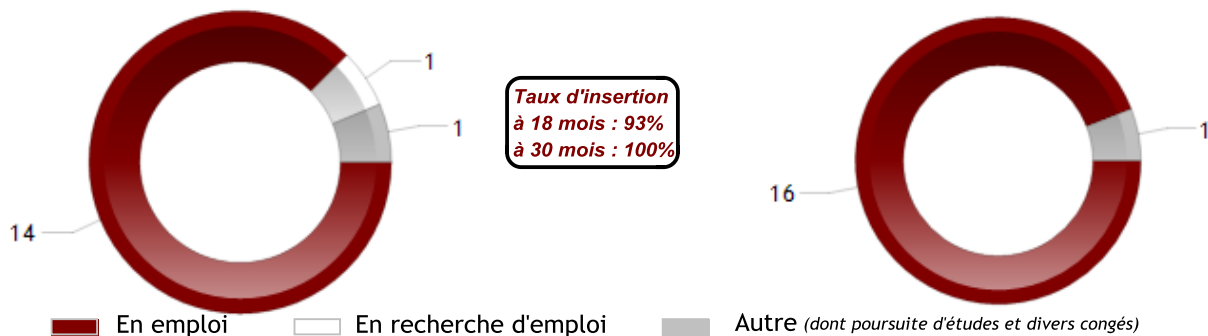 1
1
14
Taux d'insertion
à 18 mois : 93%
à 30 mois : 100%
1
16
En emploi En recherche d'emploi Autre (dont poursuite d'études et divers congés)